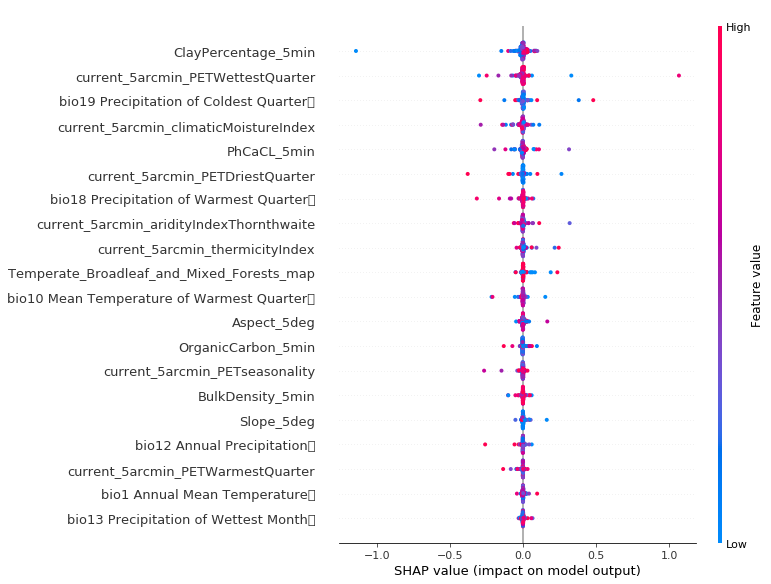 High
ClayPercentage_5min
current_5arcmin_PETWettestQuarter
bio19 Precipitation of Coldest Quarter
current_5arcmin_climaticMoistureIndex
PhCaCL_5min
current_5arcmin_PETDriestQuarter
bio18 Precipitation of Warmest Quarter
current_5arcmin_aridityIndexThornthwaite
current_5arcmin_thermicityIndex
Temperate_Broadleaf_and_Mixed_Forests_map
bio10 Mean Temperature of Warmest Quarter
Aspect_5deg
OrganicCarbon_5min
current_5arcmin_PETseasonality
BulkDensity_5min
Slope_5deg
bio12 Annual Precipitation
current_5arcmin_PETWarmestQuarter
bio1 Annual Mean Temperature
bio13 Precipitation of Wettest Month
Feature value
Low
−1.0 −0.5 0.0 0.5 1.0
SHAP value (impact on model output)